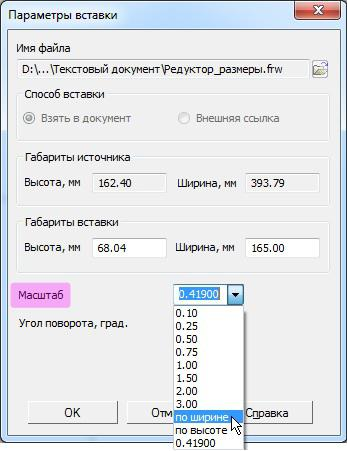 Параметры вставки
Имя файла
D:\...\Текстовый документ\Редуктор_размеры.frw
Способ вставки
Взять в документ Внешняя ссылка
Габариты источника
Высота, мм 162.40 Ширина, мм 393.79
Габариты вставки
Высота, мм 68.04 Ширина, мм 165.00
Масштаб 0.41900
0.10
Угол поворота, град.
0.25
0.50
0.75
1.00
1.50
2.00
3.00
OK Отм по ширине Справка
по высоте
0.41900